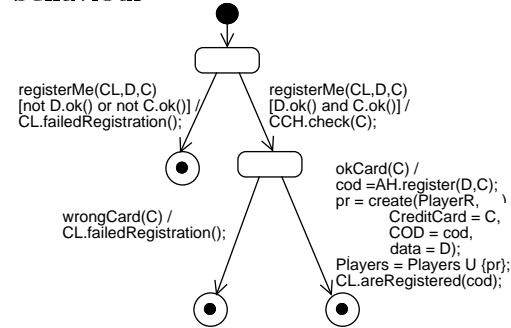 registerMe(CL,D,C)
[not D.ok() or not C.ok()] /
CL.failedRegistration();
registerMe(CL,D,C)
[D.ok() and C.ok()] /
CCH.check(C);
wrongCard(C) /
CL.failedRegistration();
okCard(C) /
cod =AH.register(D,C);
pr = create(PlayerR,
CreditCard = C,
COD = cod,
data = D);
Players = Players U {pr};
CL.areRegistered(cod);